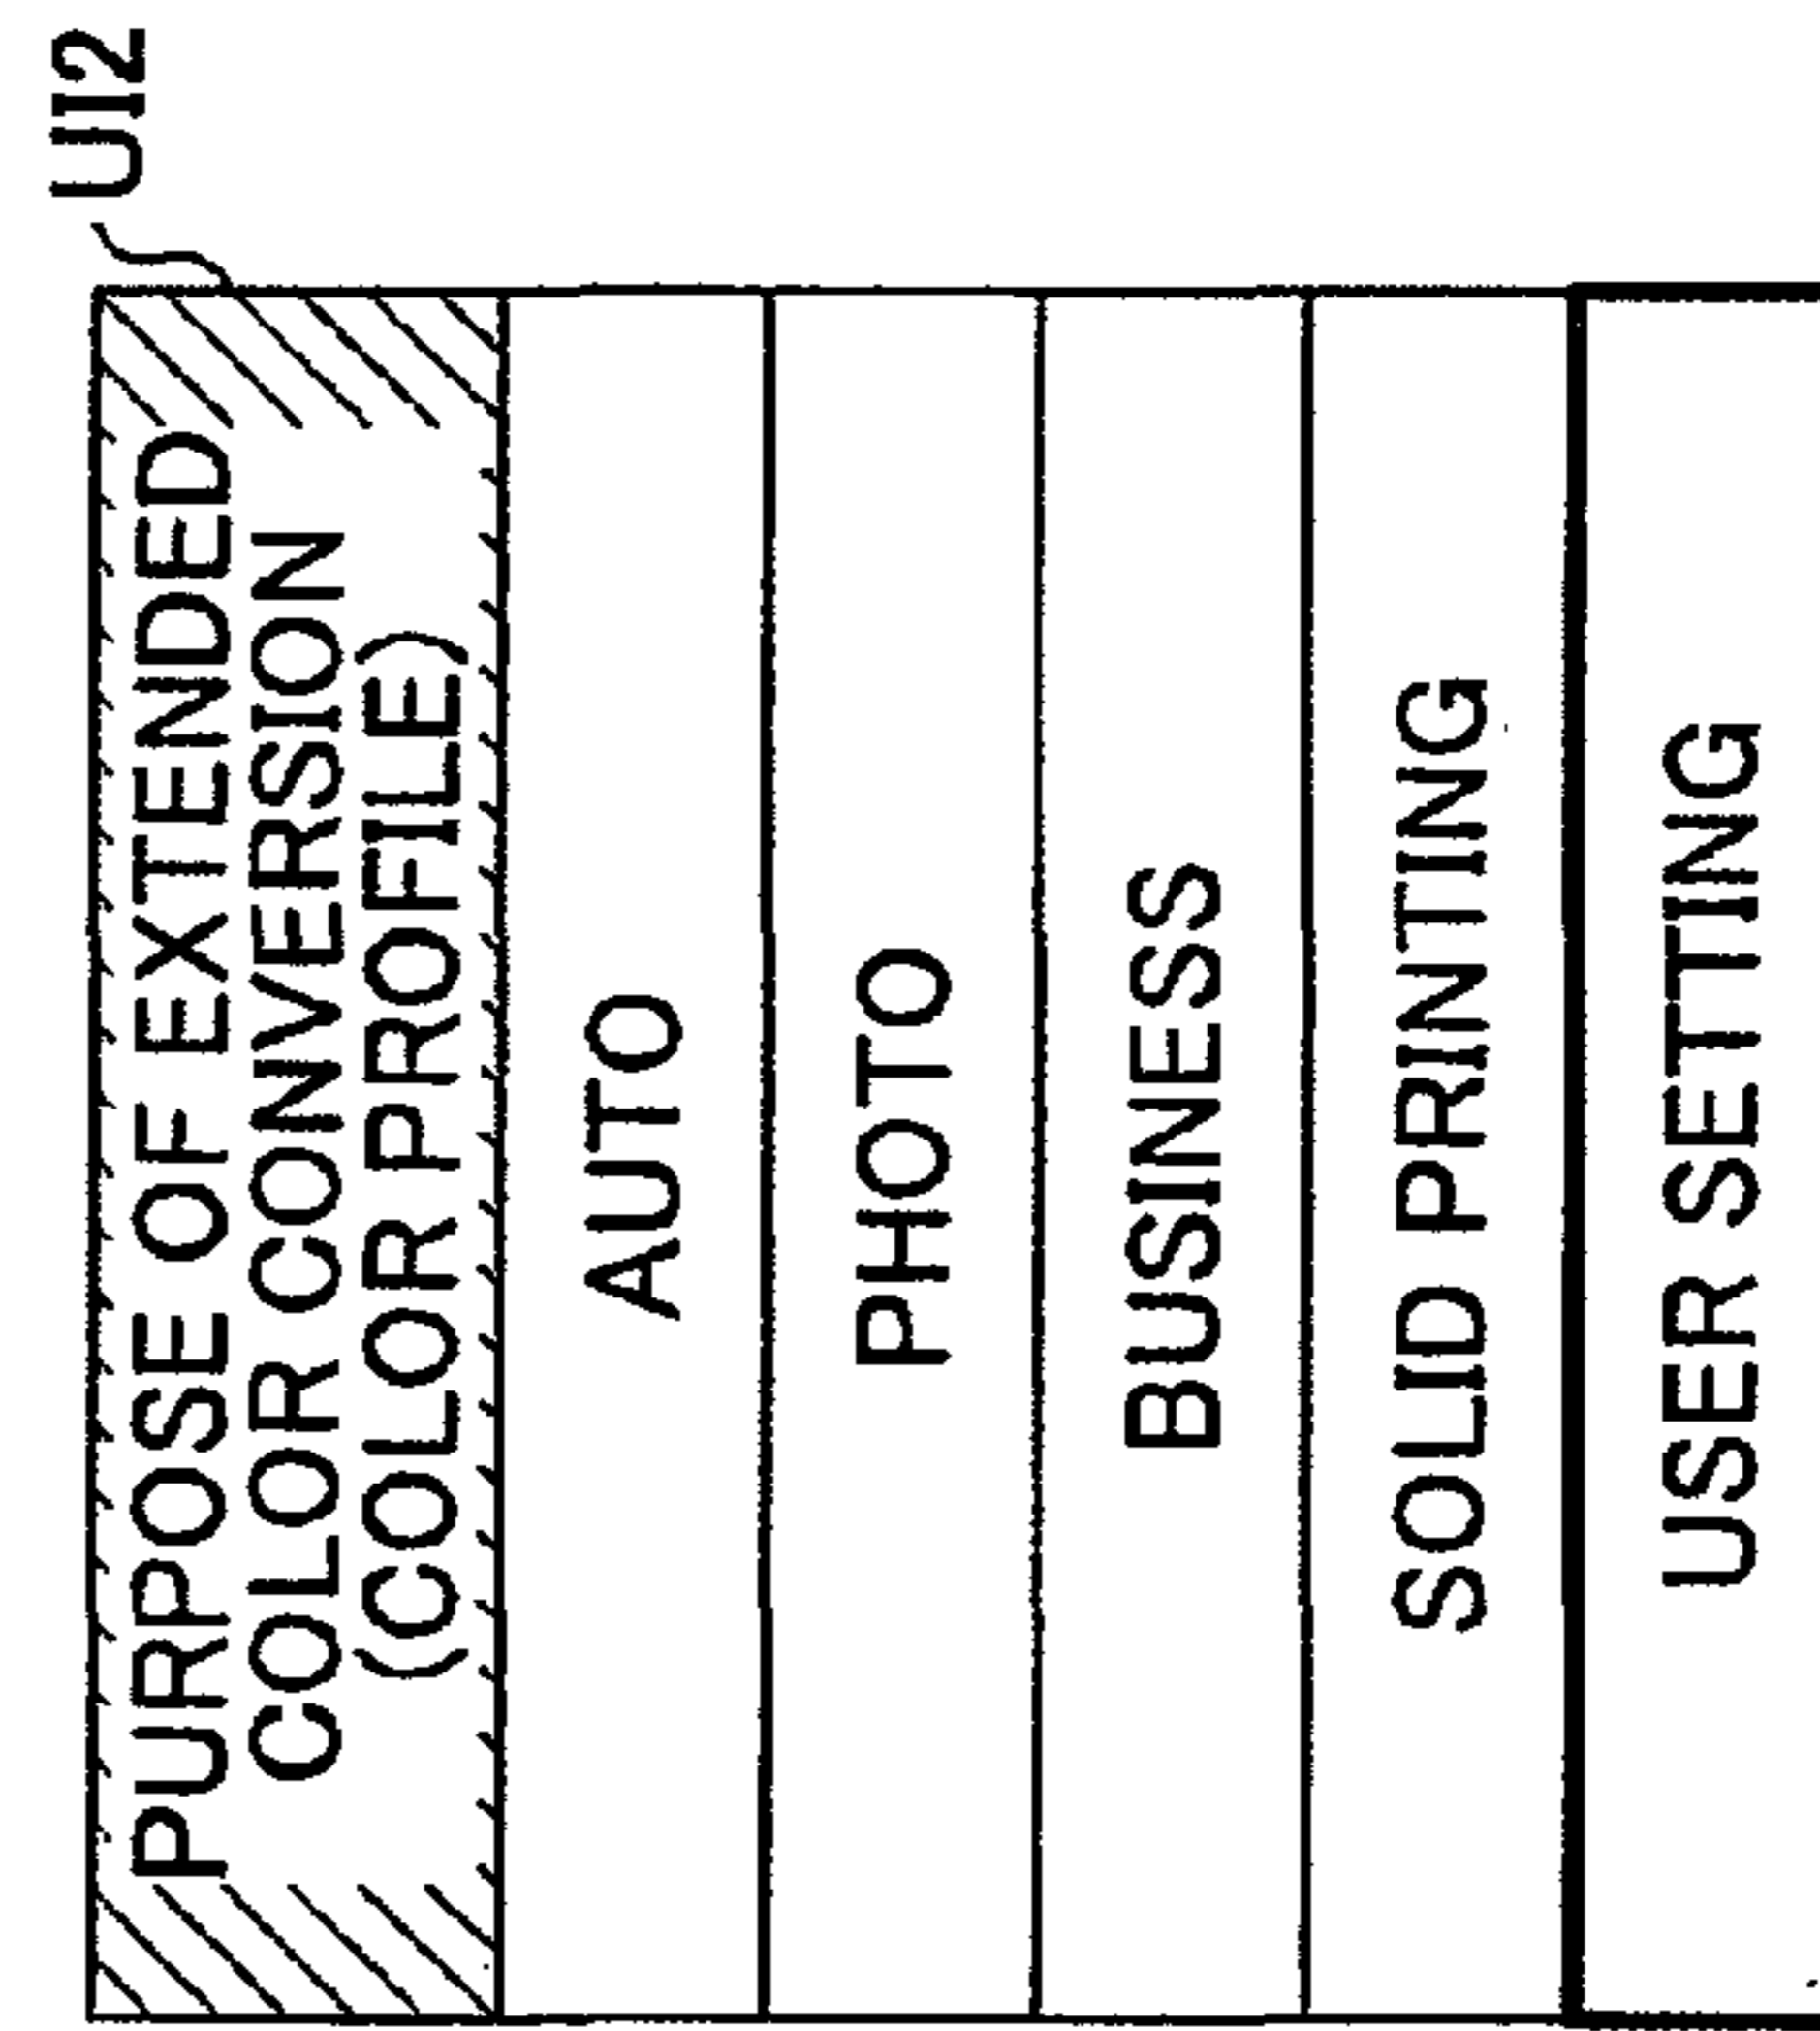 UI2
PURPOSE OF EXTENDED
COLOR CONVERSION
(COLOR PROFILE)
AUTO
PHOTO
BUSINESS
SOLID PRINTING
USER SETTING